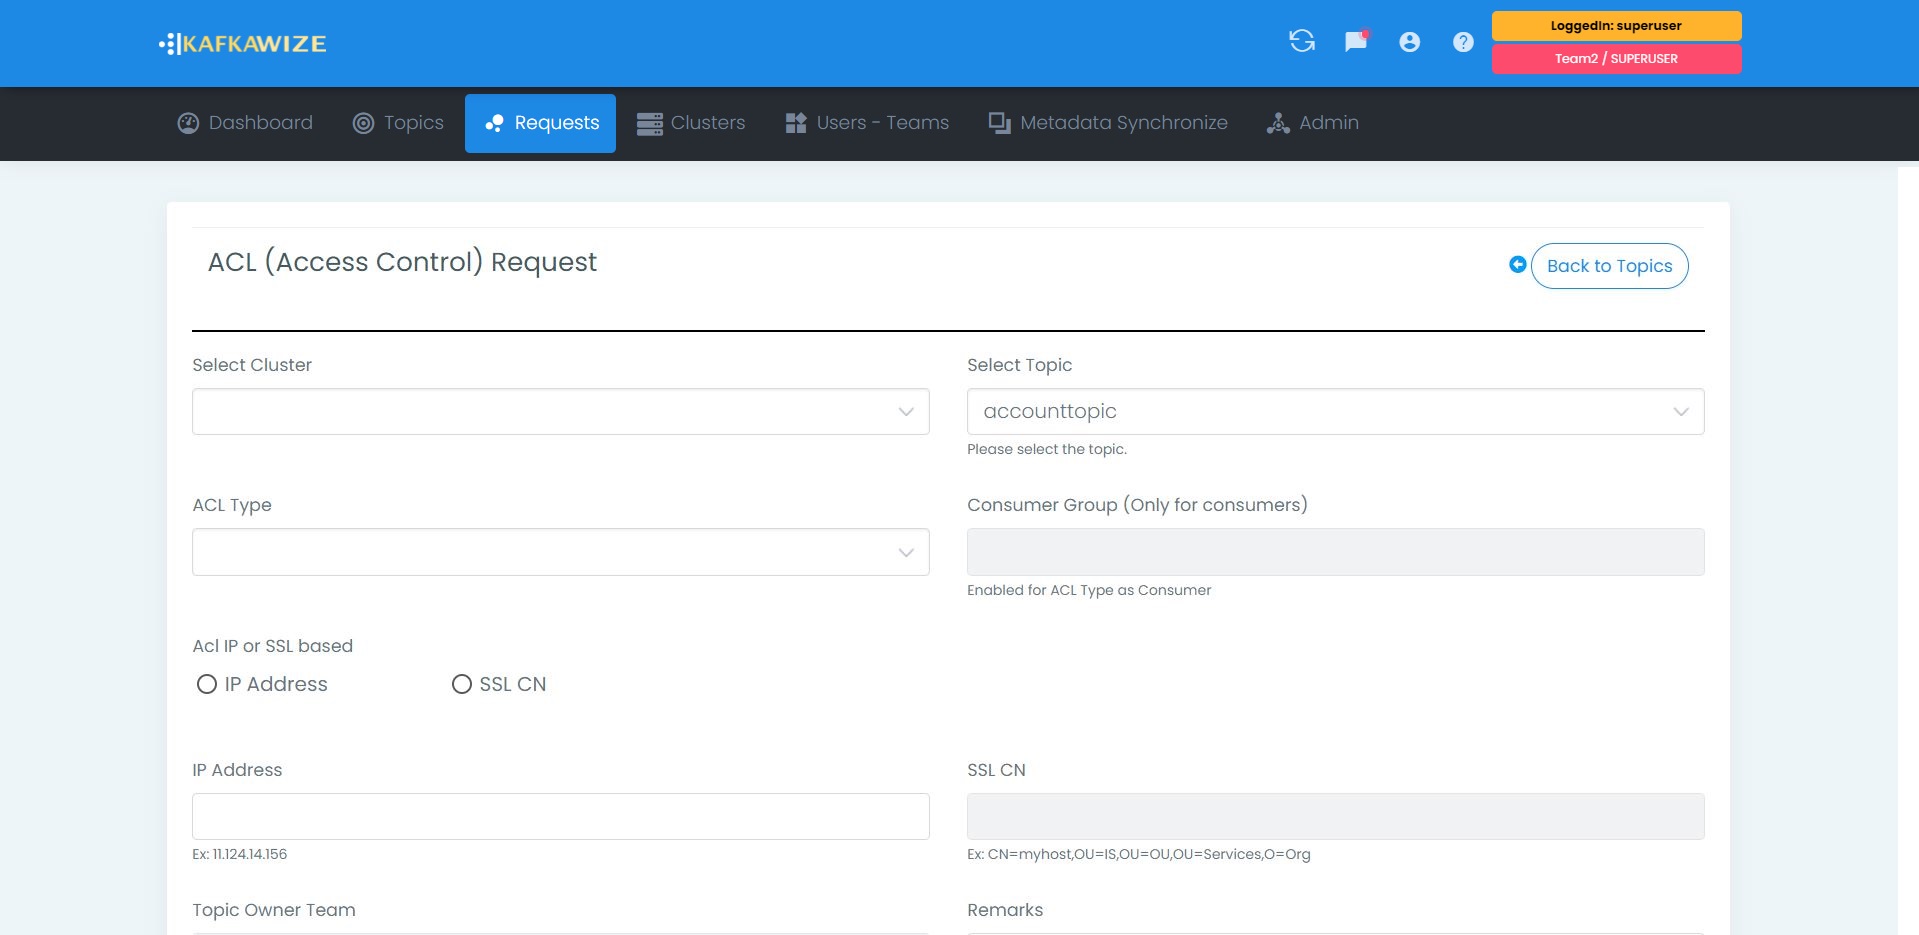 KAFKAWIZE
LoggedIn: superuser
Team2 / SUPERUSER
Dashboard
Topics
Requests
Clusters
Users - Teams
Metadata Synchronize
Admin
ACL (Access Control) Request
Back to Topics
Select Cluster
Select Topic
accounttopic
Please select the topic.
ACL Type
Consumer Group (Only for consumers)
Enabled for ACL Type as Consumer
Acl IP or SSL based
IP Address
SSL CN
IP Address
SSL CN
Ex: 11.124.14.156
Ex: CN=myhost,OU=IS,OU=OU,OU=Services,O=Org
Topic Owner Team
Remarks